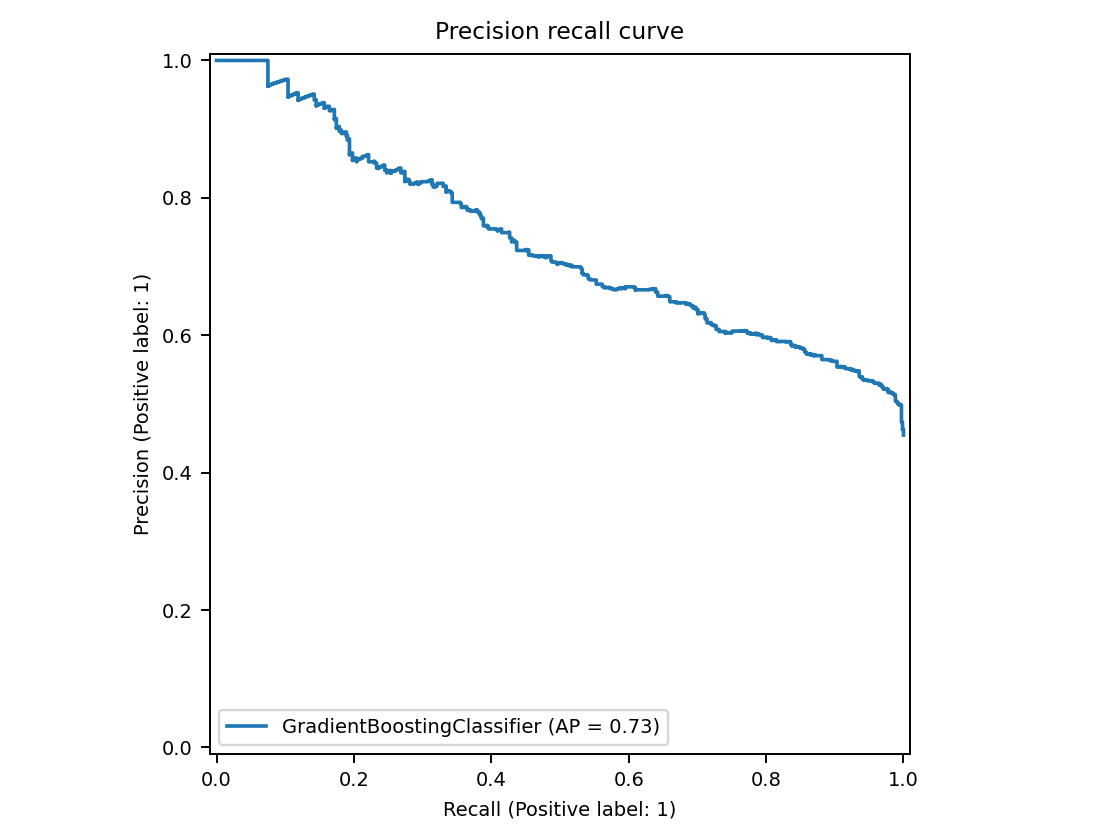 Precision recall curve
1.0
0.8
0.6
0.4
0.2
0.0
Precision (Positive label: 1)
GradientBoostingClassifier (AP = 0.73)
0.0 0.2 0.4 0.6 0.8 1.0
Recall (Positive label: 1)